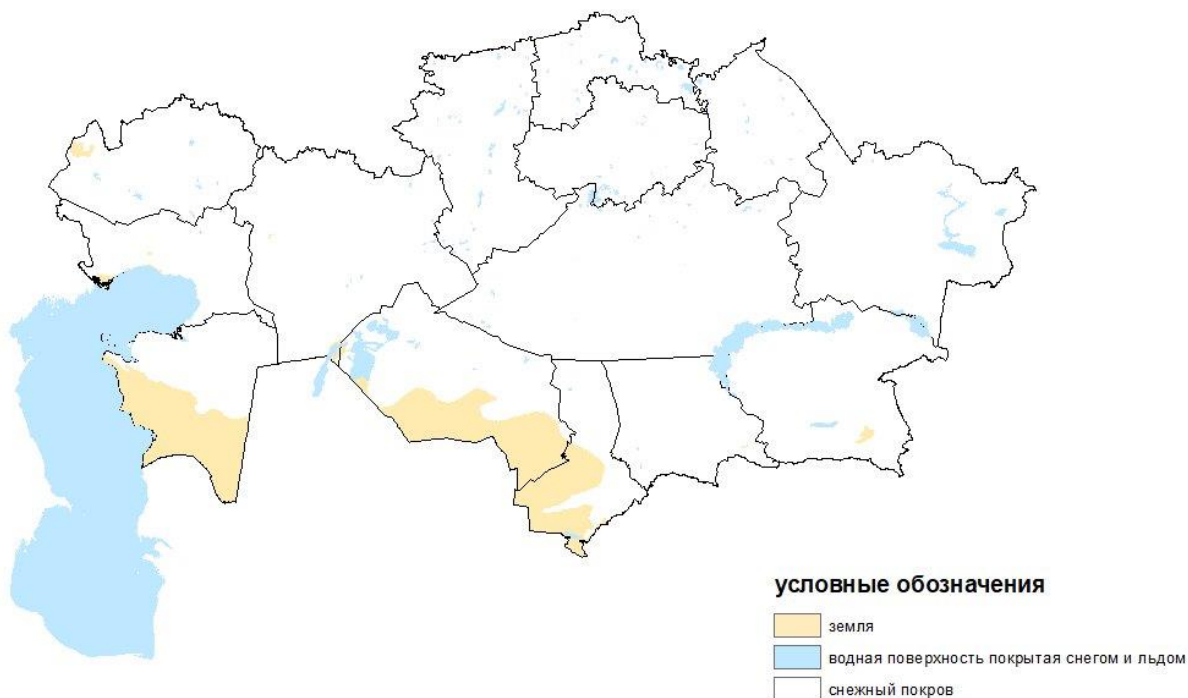 условные обозначения
земля
водная поверхность покрытая снегом и льдом
снежный покров